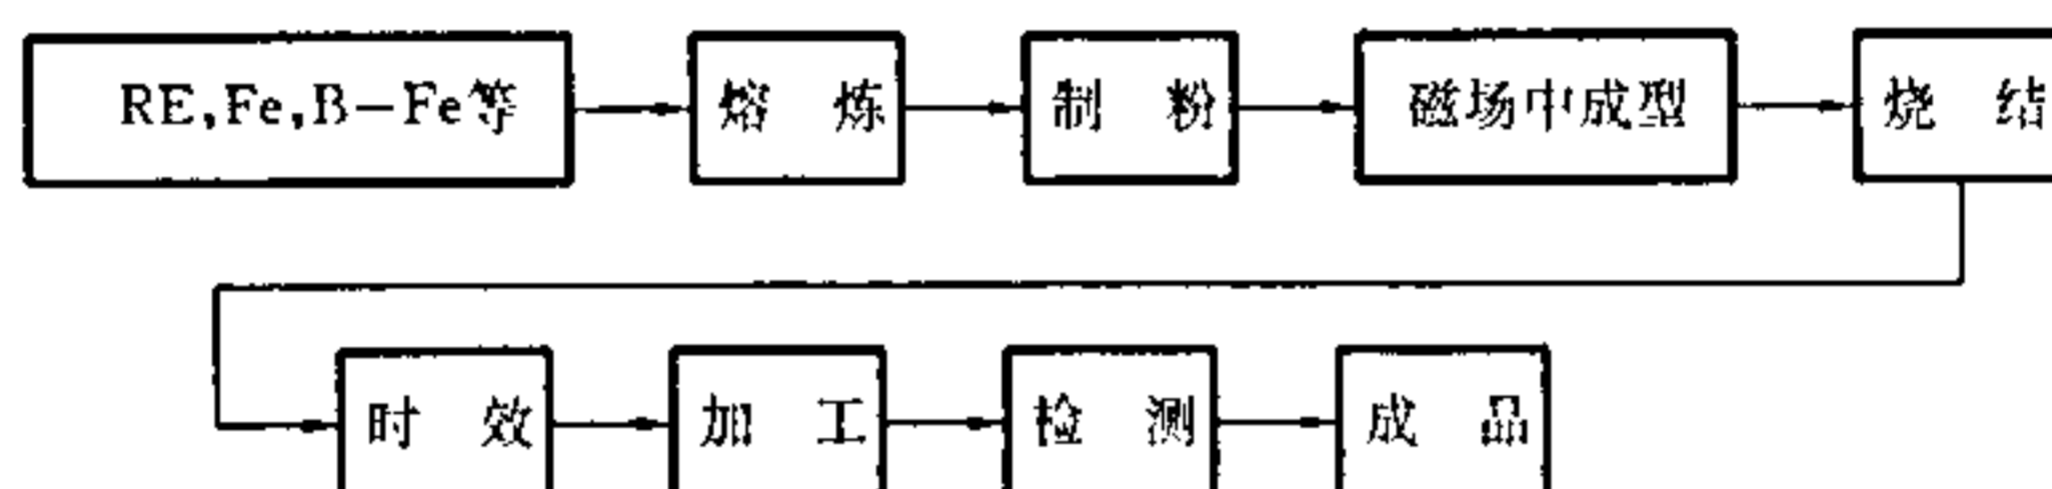 RE,Fe,B-Fe等 熔炼 制粉 磁场中成型 烧结
时效 加工 检测 成品